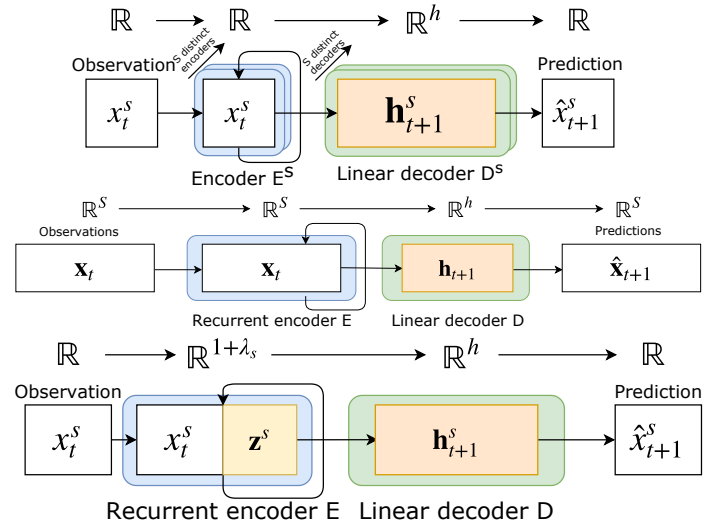 ℝ → ℝ → ℝ^h → ℝ
S distinct encoders
S distinct decoders
Observation Prediction
x_t^s x_t^s h_{t+1}^s x̂_{t+1}^s
Encoder E^S Linear decoder D^S
ℝ^S → ℝ^S → ℝ^h → ℝ^S
Observations Predictions
x_t x_t h_{t+1} x̂_{t+1}
Recurrent encoder E Linear decoder D
ℝ → ℝ^{1+λ_s} → ℝ^h → ℝ
Observation Prediction
x_t^s x_t^s z^s h_{t+1}^s x̂_{t+1}^s
Recurrent encoder E Linear decoder D